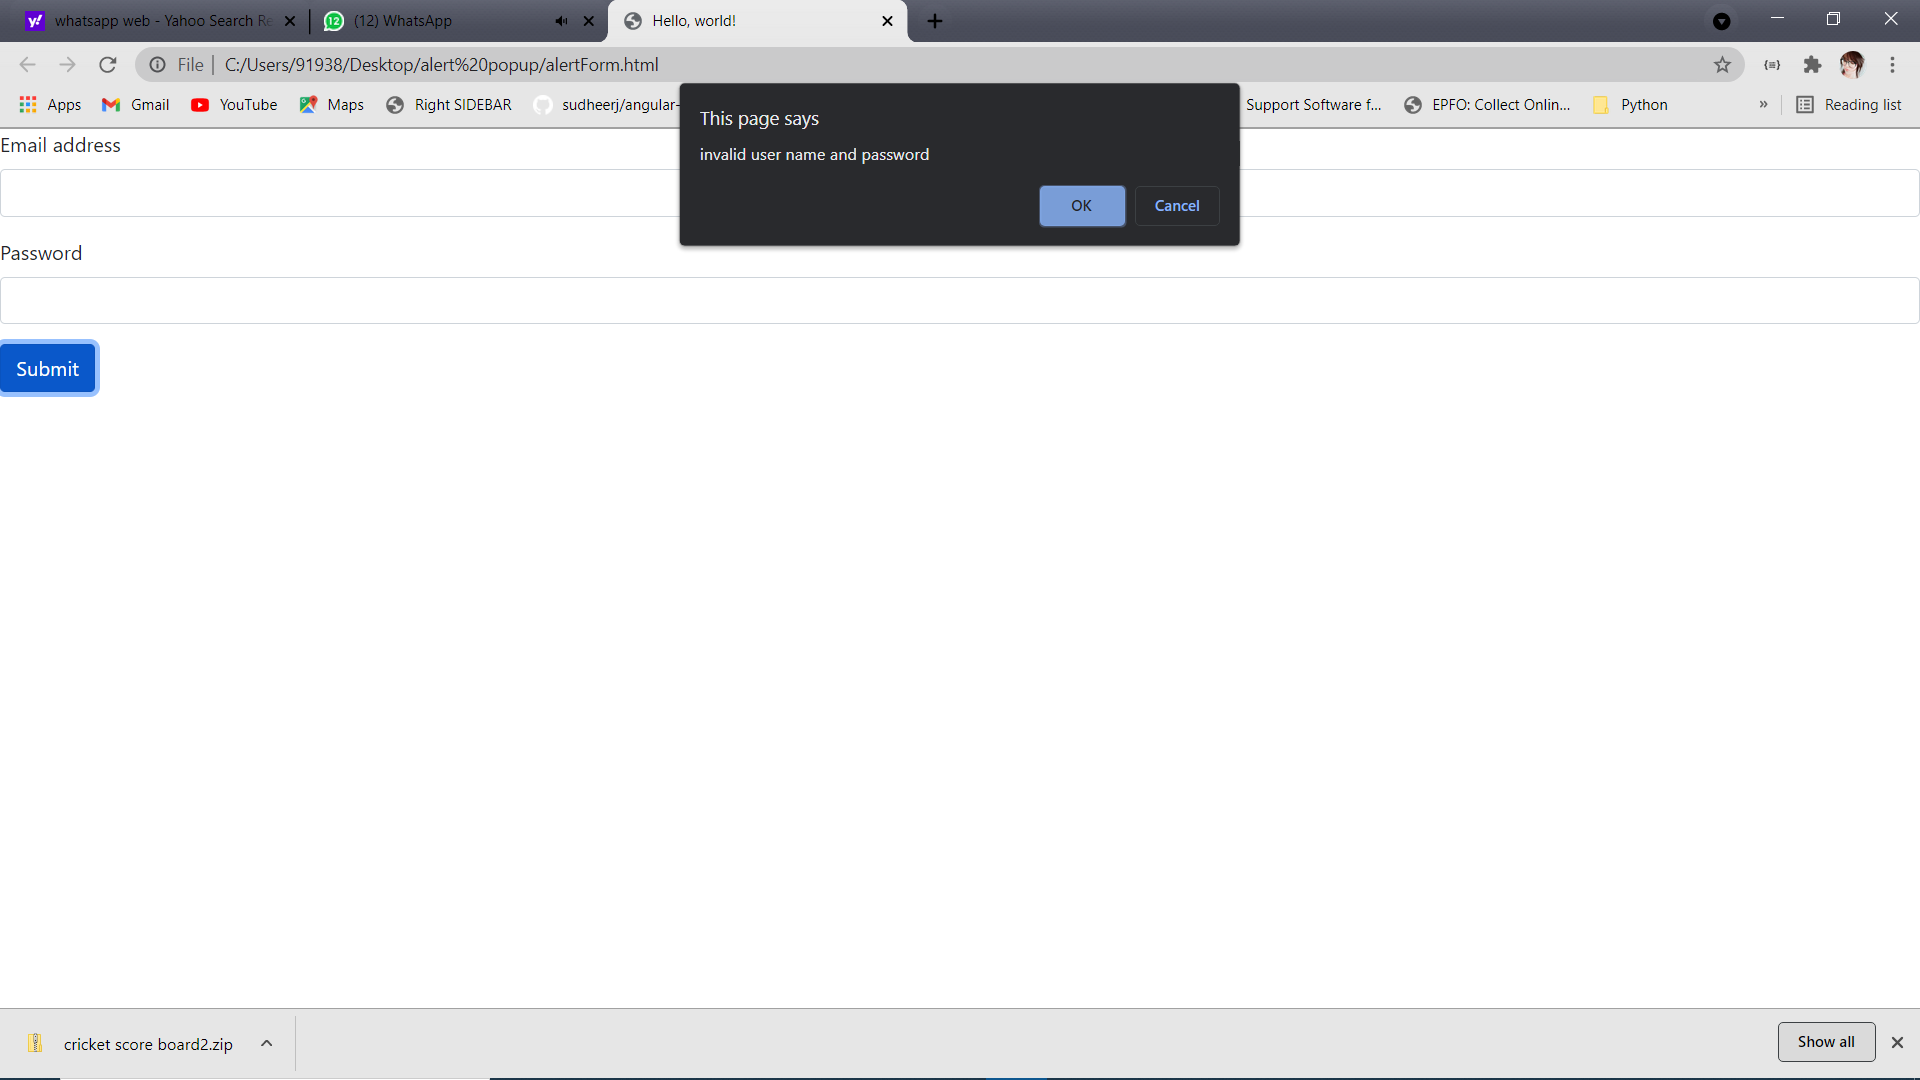 whatsapp web - Yahoo Search Re
12
(12) WhatsApp
Hello, world!
File
C:/Users/91938/Desktop/alert%20popup/alertForm.html
Apps
Gmail
YouTube
Maps
Right SIDEBAR
sudheerj/angular-
Support Software f...
EPFO: Collect Onlin...
Python
»
Reading list
This page says
invalid user name and password
OK
Cancel
Email address
Password
Submit
cricket score board2.zip
Show all